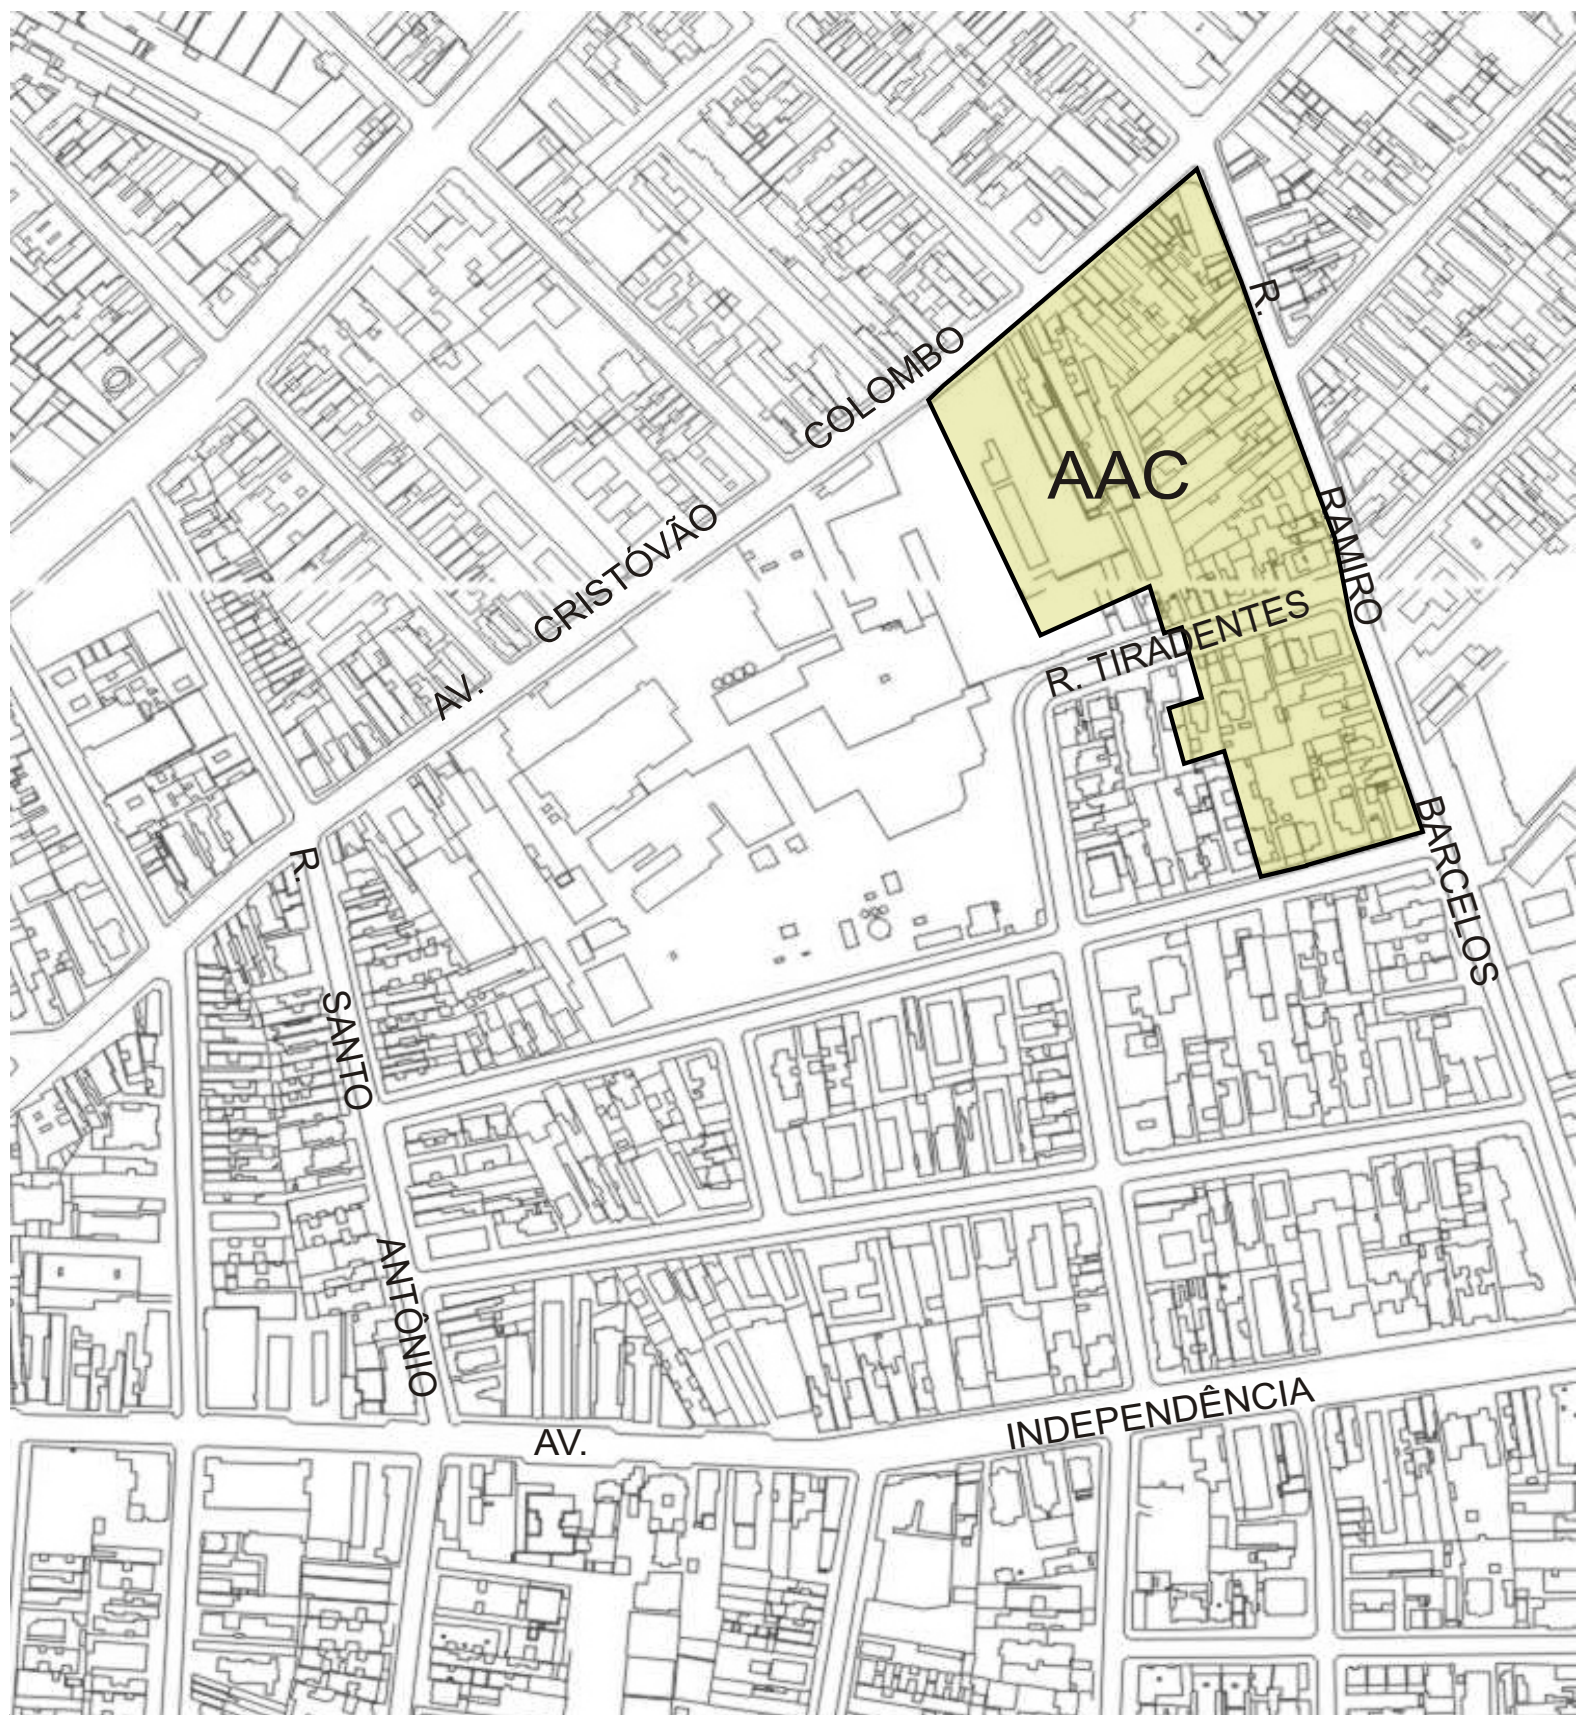 AV. CRISTÓVÃO COLOMBO
AAC
R. TIRADENTES
R. RAMIRO BARCELOS
R. SANTO ANTÔNIO
AV. INDEPENDÊNCIA